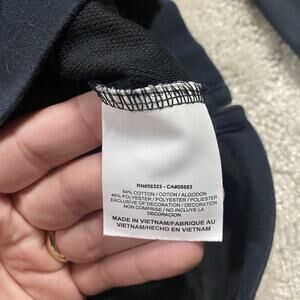 RN#56323 - CA#05553
54% COTTON / COTON / ALGODON
46% POLYESTER / POLYESTER / POLIESTER
EXCLUSIVE OF DECORATION / DECORATION
NON COMPRISE / NO INCLUYE DECORACION
MADE IN VIETNAM/FABRIQUE AU
VIETNAM/HECHO EN VIETNAM